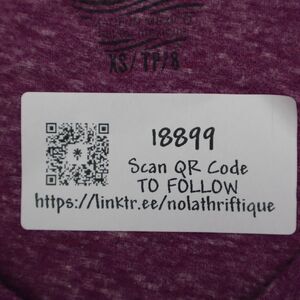 XS/TP/8
18899
Scan QR Code
TO FOLLOW
https://linktr.ee/nolathriftique